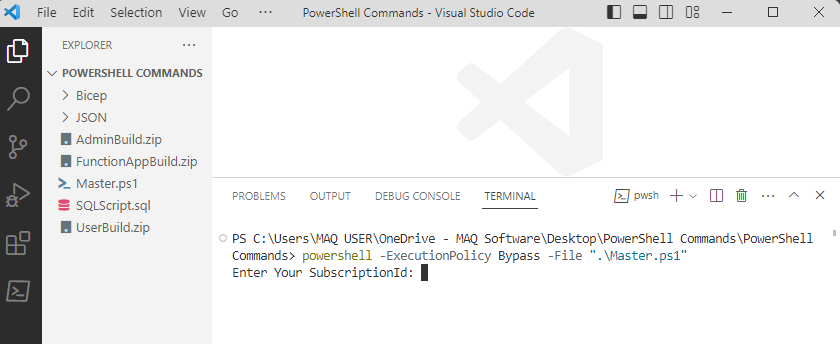 File Edit Selection View Go ... PowerShell Commands - Visual Studio Code
EXPLORER ...
POWERSHELL COMMANDS
Bicep
JSON
AdminBuild.zip
FunctionAppBuild.zip
Master.ps1
SQLScript.sql
UserBuild.zip
PROBLEMS OUTPUT DEBUG CONSOLE TERMINAL pwsh
PS C:\Users\MAQ USER\OneDrive - MAQ Software\Desktop\PowerShell Commands\PowerShell
Commands> powershell -ExecutionPolicy Bypass -File ".\Master.ps1"
Enter Your SubscriptionId: